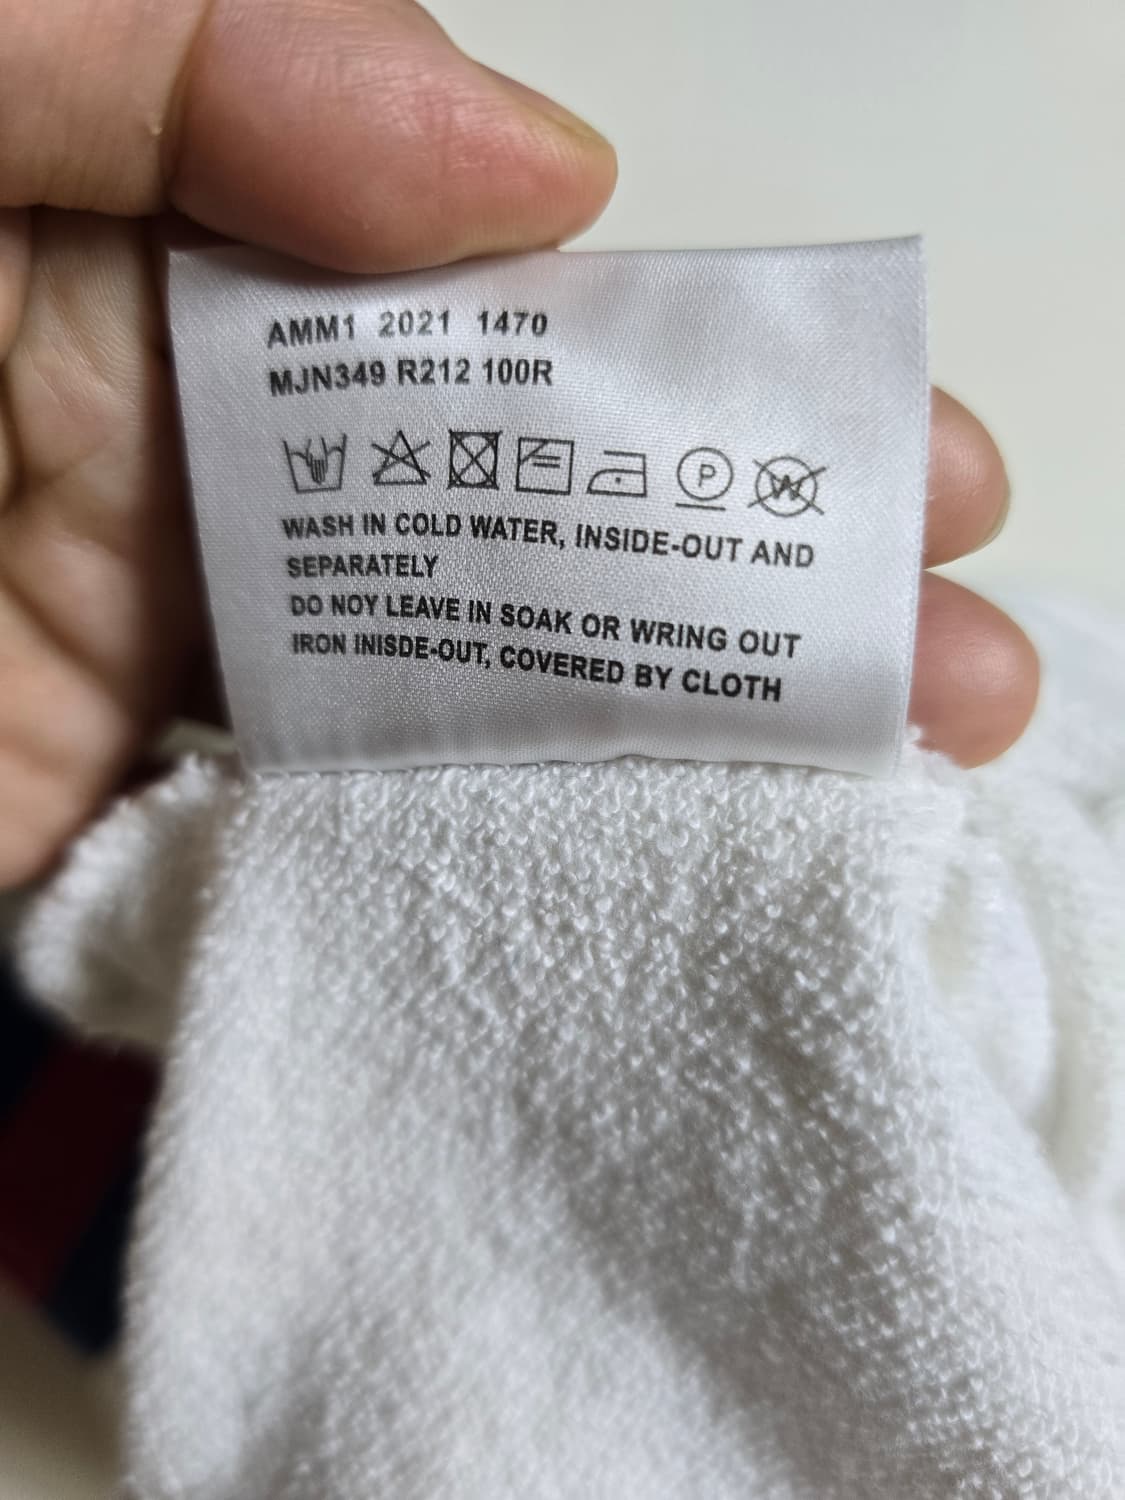 AMM1 2021 1470
MJN349 R212 100R
P W
WASH IN COLD WATER, INSIDE-OUT AND
SEPARATELY
DO NOY LEAVE IN SOAK OR WRING OUT
IRON INISDE-OUT, COVERED BY CLOTH